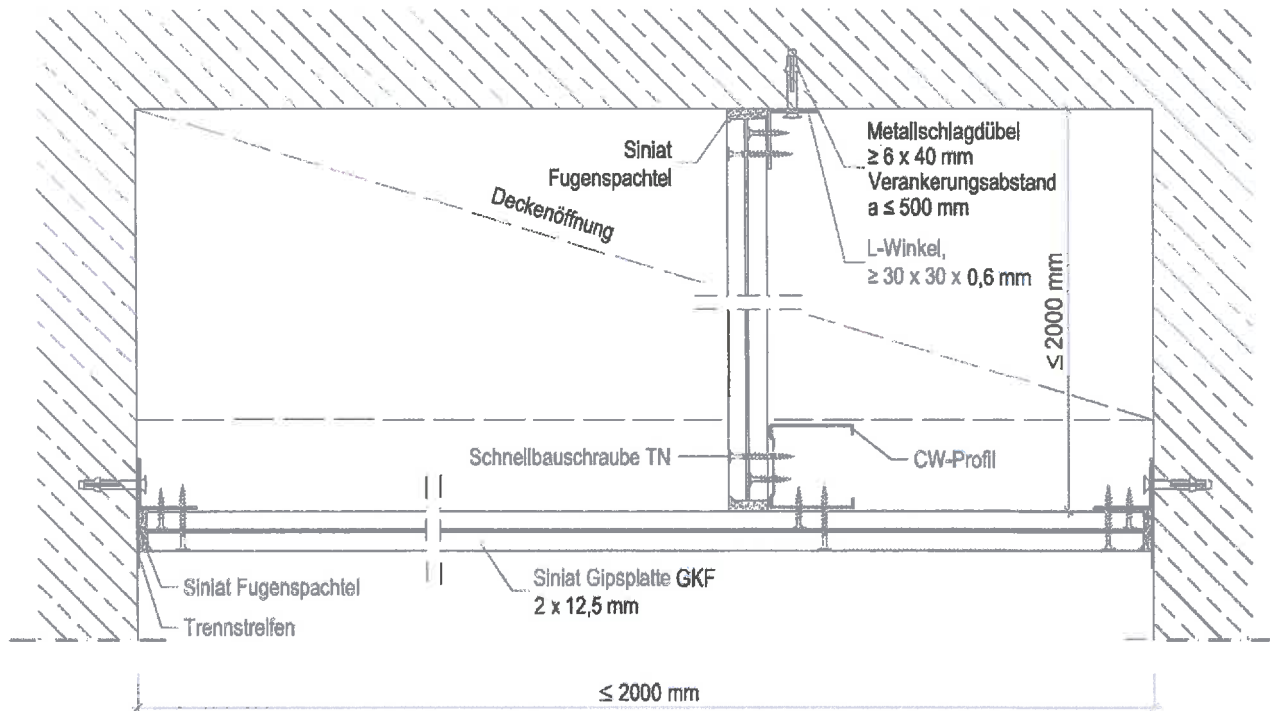 Siniat
Fugenspachtel
Deckenöffnung
Metallschlagdübel
≥ 6 x 40 mm
Verankerungsabstand
a ≤ 500 mm
L-Winkel,
≥ 30 x 30 x 0,6 mm
≤ 2000 mm
Schnellbauschraube TN
CW-Profil
Siniat Fugenspachtel
Trennstreifen
Siniat Gipsplatte GKF
2 x 12,5 mm
≤ 2000 mm